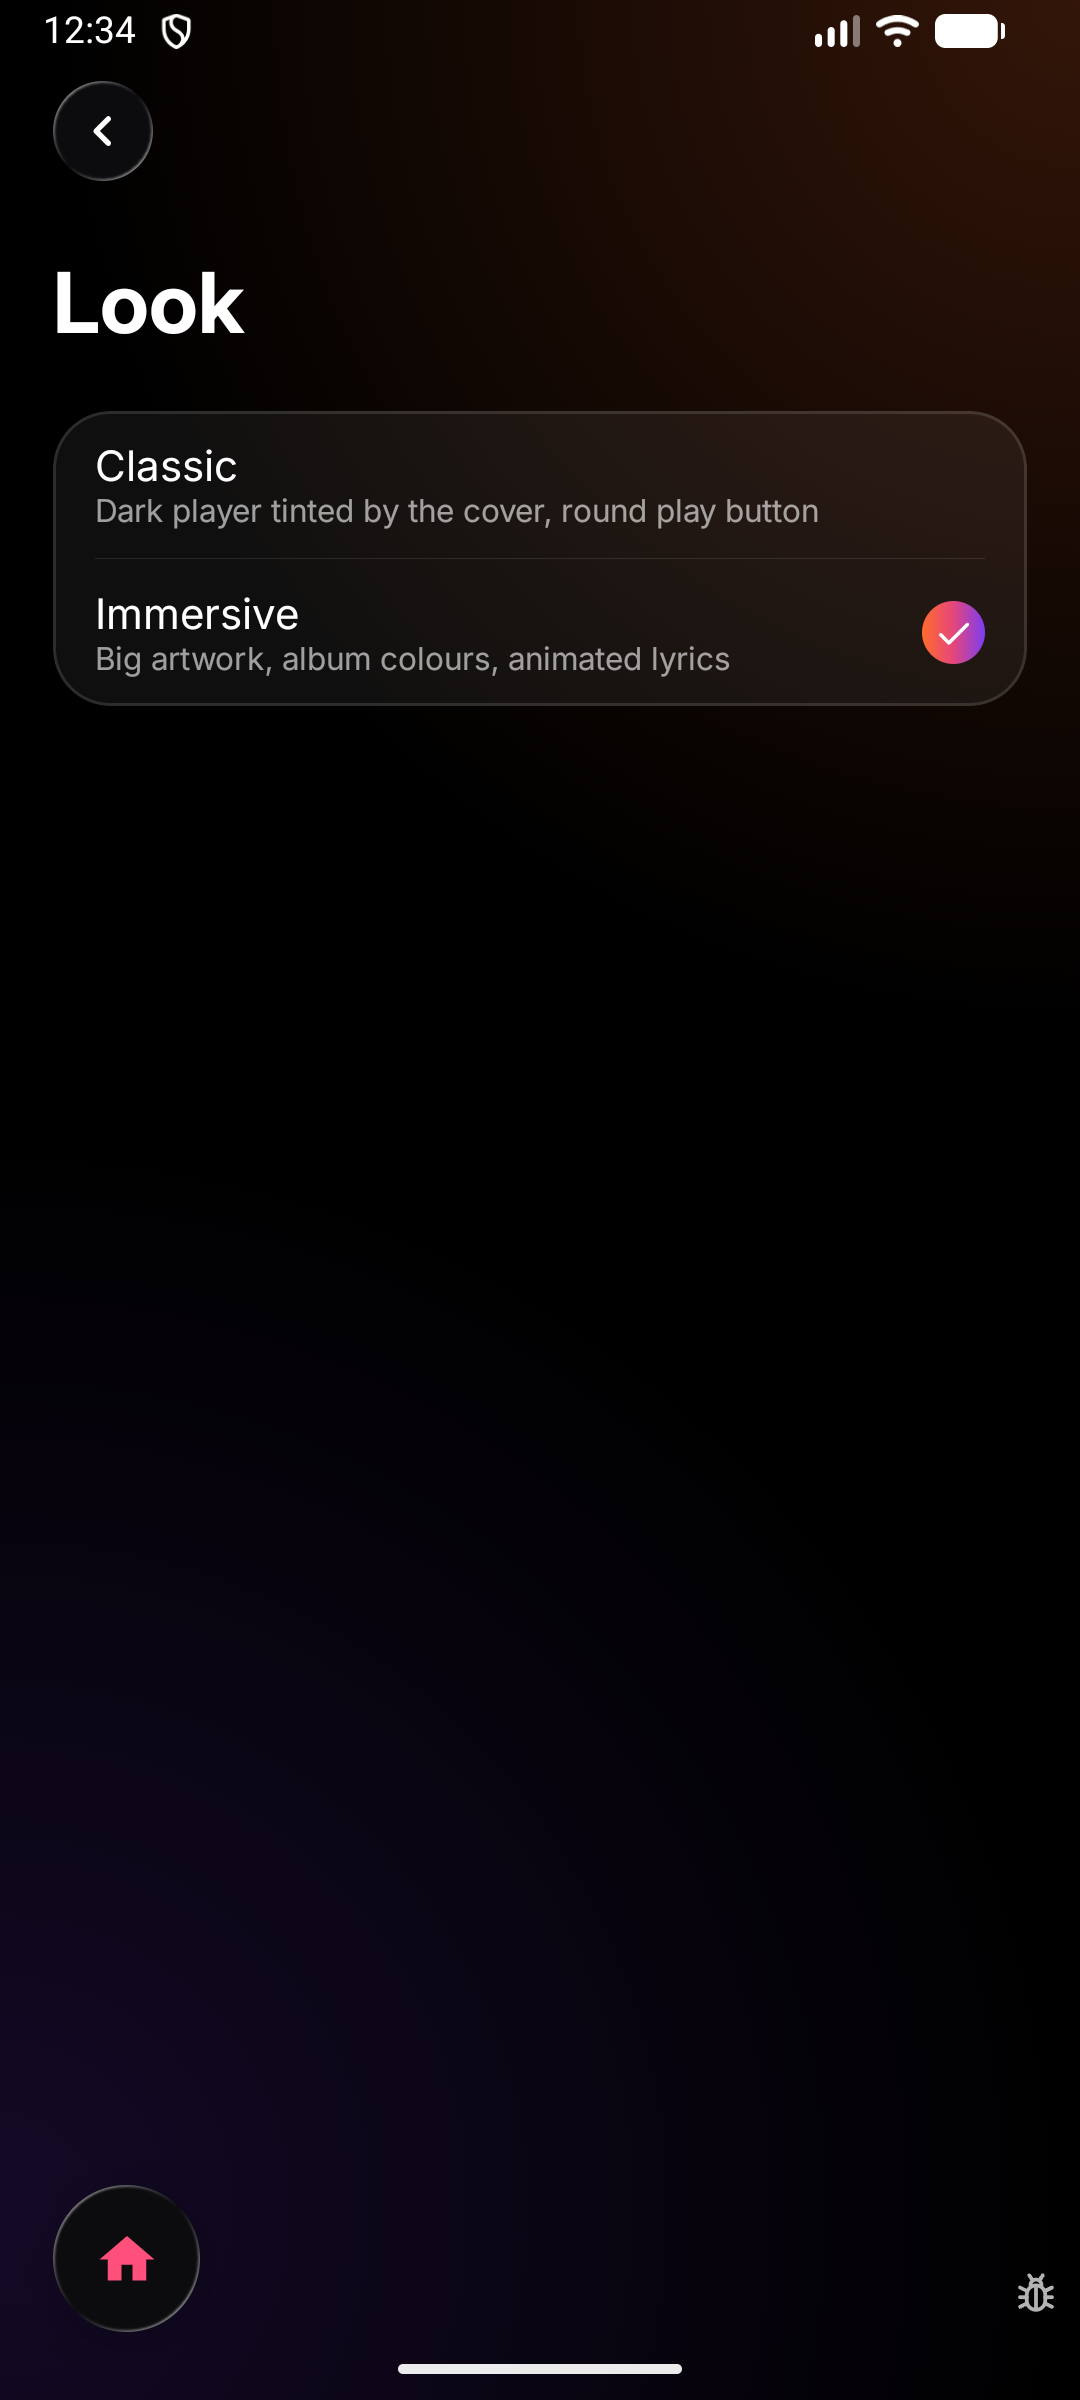 12:34
Look
Classic
Dark player tinted by the cover, round play button
Immersive
Big artwork, album colours, animated lyrics